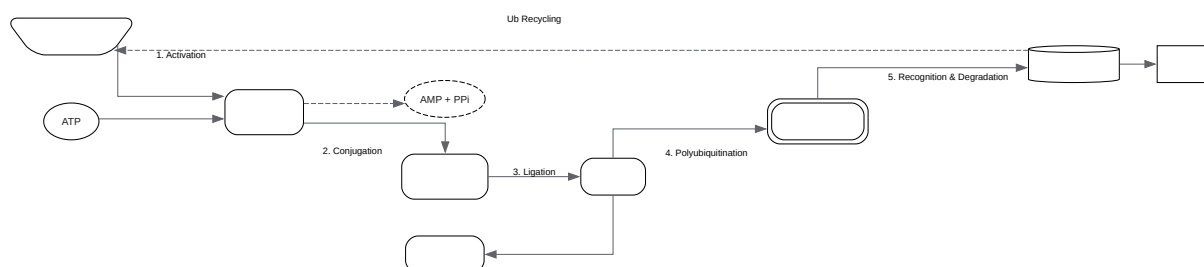 Ub Recycling
1. Activation
5. Recognition & Degradation
AMP + PPi
ATP
2. Conjugation
4. Polyubiquitination
3. Ligation